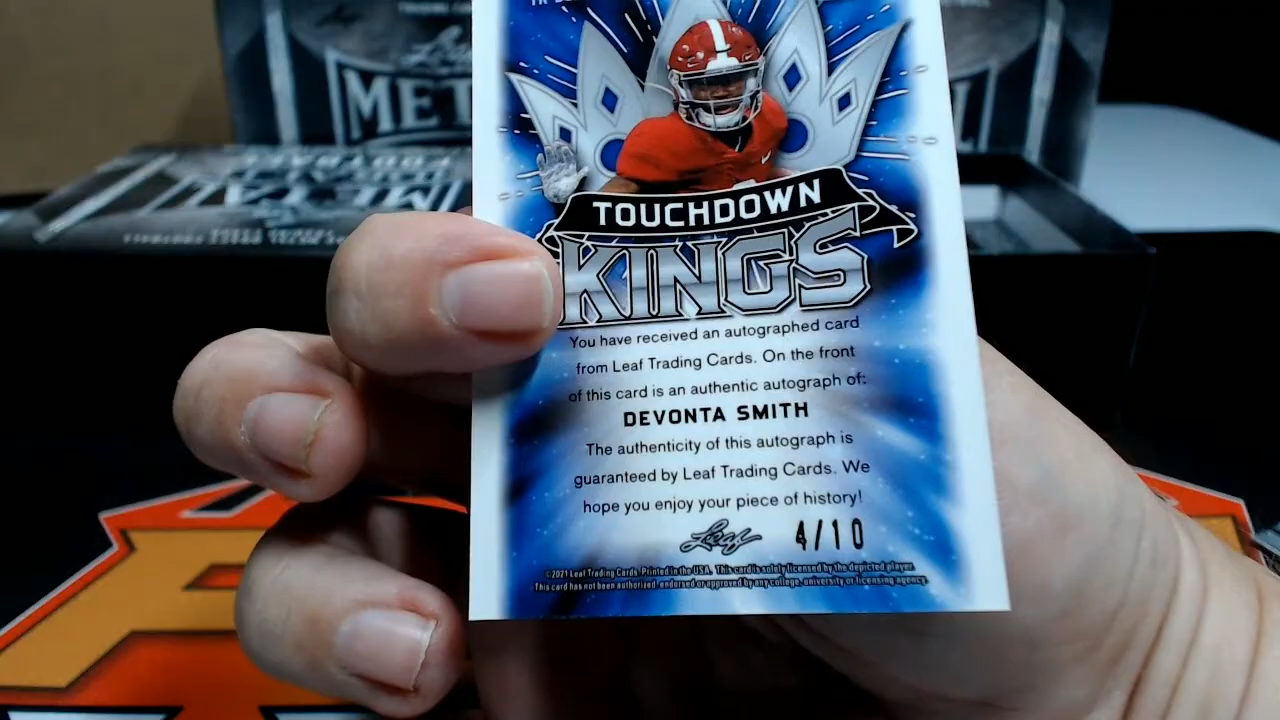 TOUCHDOWN
KINGS
You have received an autographed card
from Leaf Trading Cards. On the front
of this card is an authentic autograph of:
DEVONTA SMITH
The authenticity of this autograph is
guaranteed by Leaf Trading Cards. We
hope you enjoy your piece of history!
Leaf 4/10
©2021 Leaf Trading Cards. Printed in the USA. This card is solely licensed by the depicted player.
This card has not been authorized, endorsed or approved by any college, university or licensing agency.
Leaf
MET
METAL
FOOTBALL